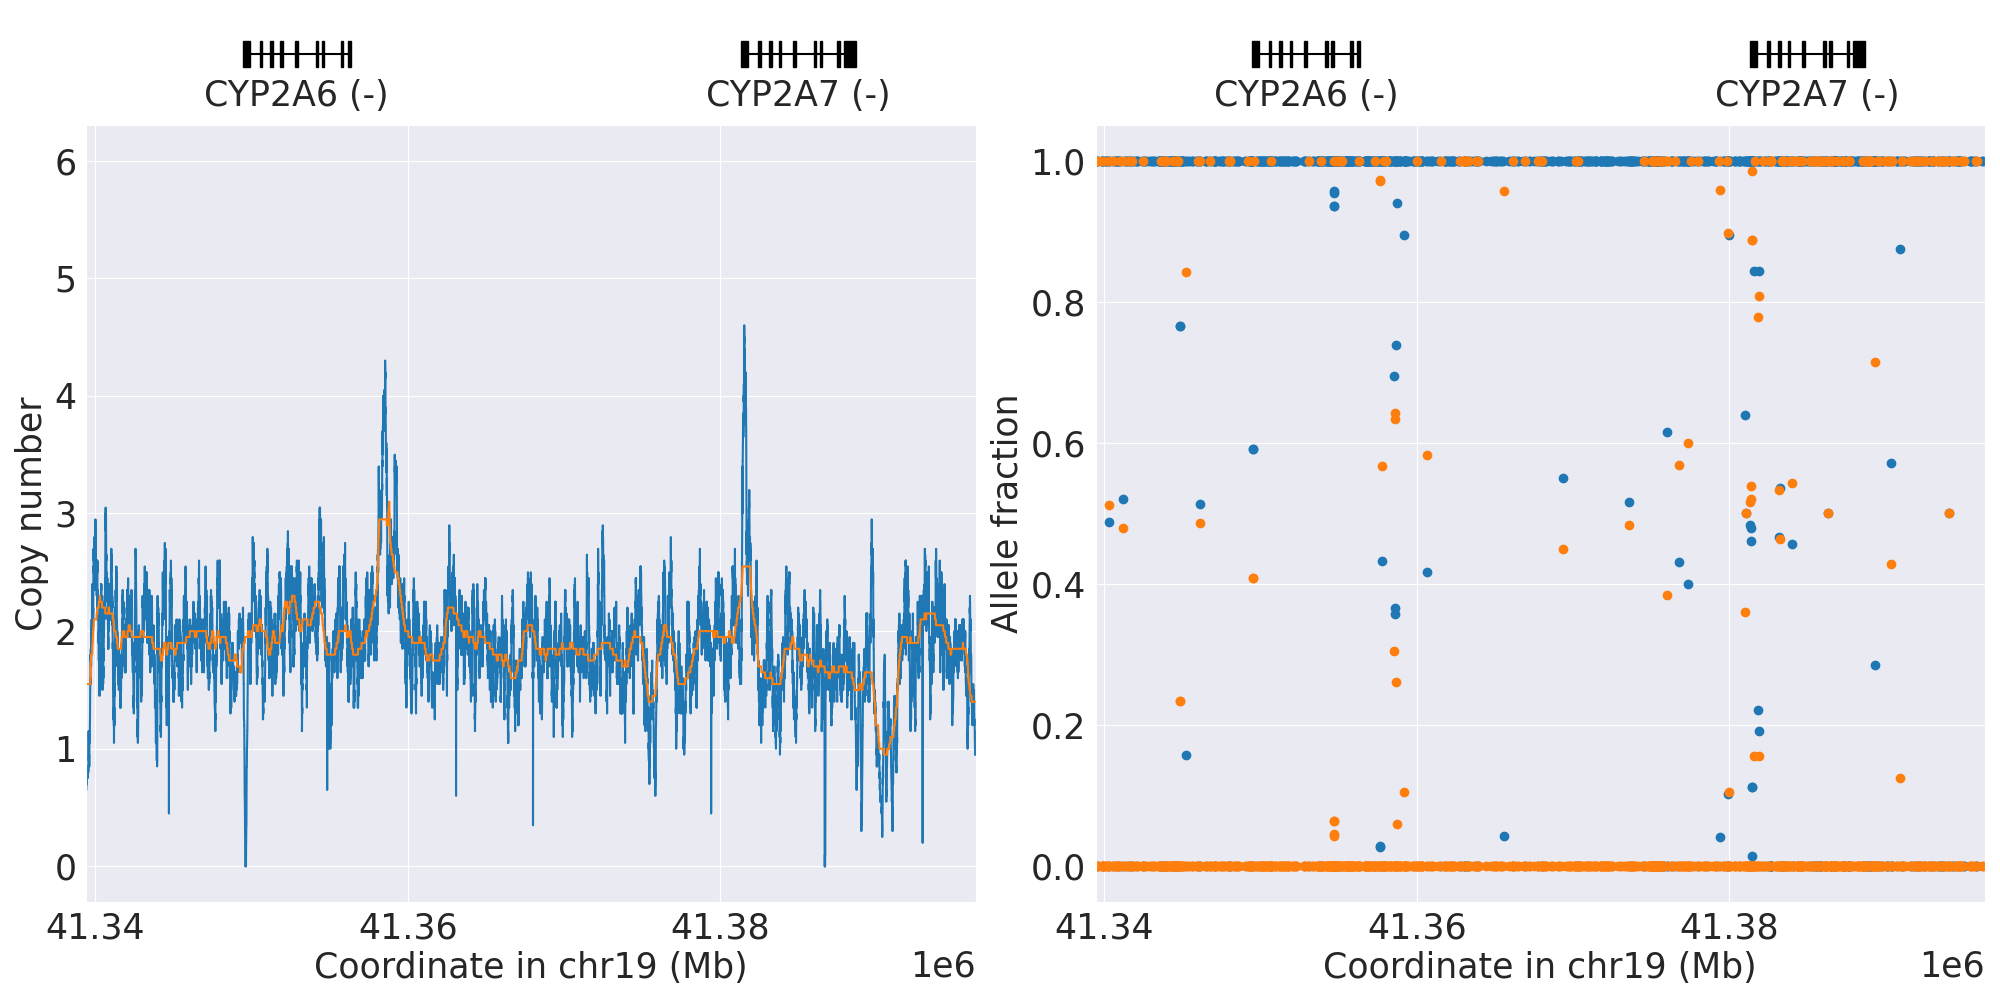 CYP2A6 (-)
CYP2A7 (-)
6
5
4
3
2
1
0
Copy number
41.34
41.36
41.38
Coordinate in chr19 (Mb)
1e6
CYP2A6 (-)
CYP2A7 (-)
1.0
0.8
0.6
0.4
0.2
0.0
Allele fraction
41.34
41.36
41.38
Coordinate in chr19 (Mb)
1e6